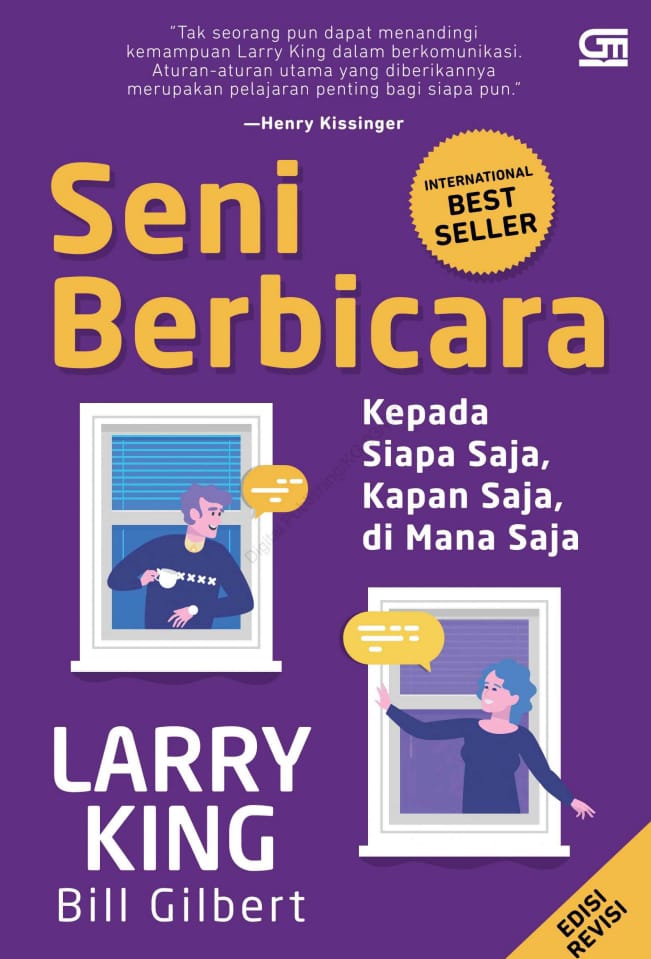 “Tak seorang pun dapat menandingi
kemampuan Larry King dalam berkomunikasi.
Aturan-aturan utama yang diberikannya
merupakan pelajaran penting bagi siapa pun.”
—Henry Kissinger
GM
Seni
Berbicara
INTERNATIONAL
BEST
SELLER
Kepada
Siapa Saja,
Kapan Saja,
di Mana Saja
LARRY
KING
Bill Gilbert
EDISI
REVISI